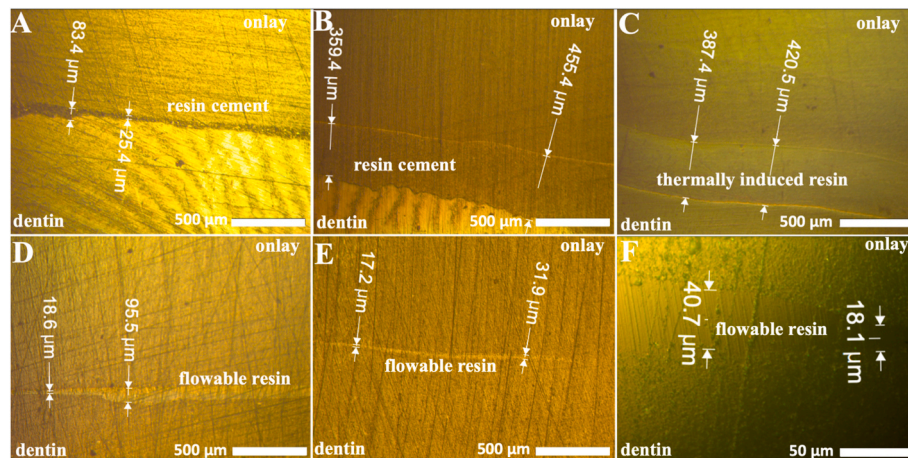 A
onlay
83.4 µm
resin cement
25.4 µm
dentin
500 µm
B
onlay
359.4 µm
455.4 µm
resin cement
dentin
500 µm
C
onlay
387.4 µm
420.5 µm
thermally induced resin
dentin
500 µm
D
onlay
18.6 µm
95.5 µm
flowable resin
dentin
500 µm
E
onlay
17.2 µm
31.9 µm
flowable resin
dentin
500 µm
F
onlay
40.7 µm
flowable resin
18.1 µm
dentin
50 µm